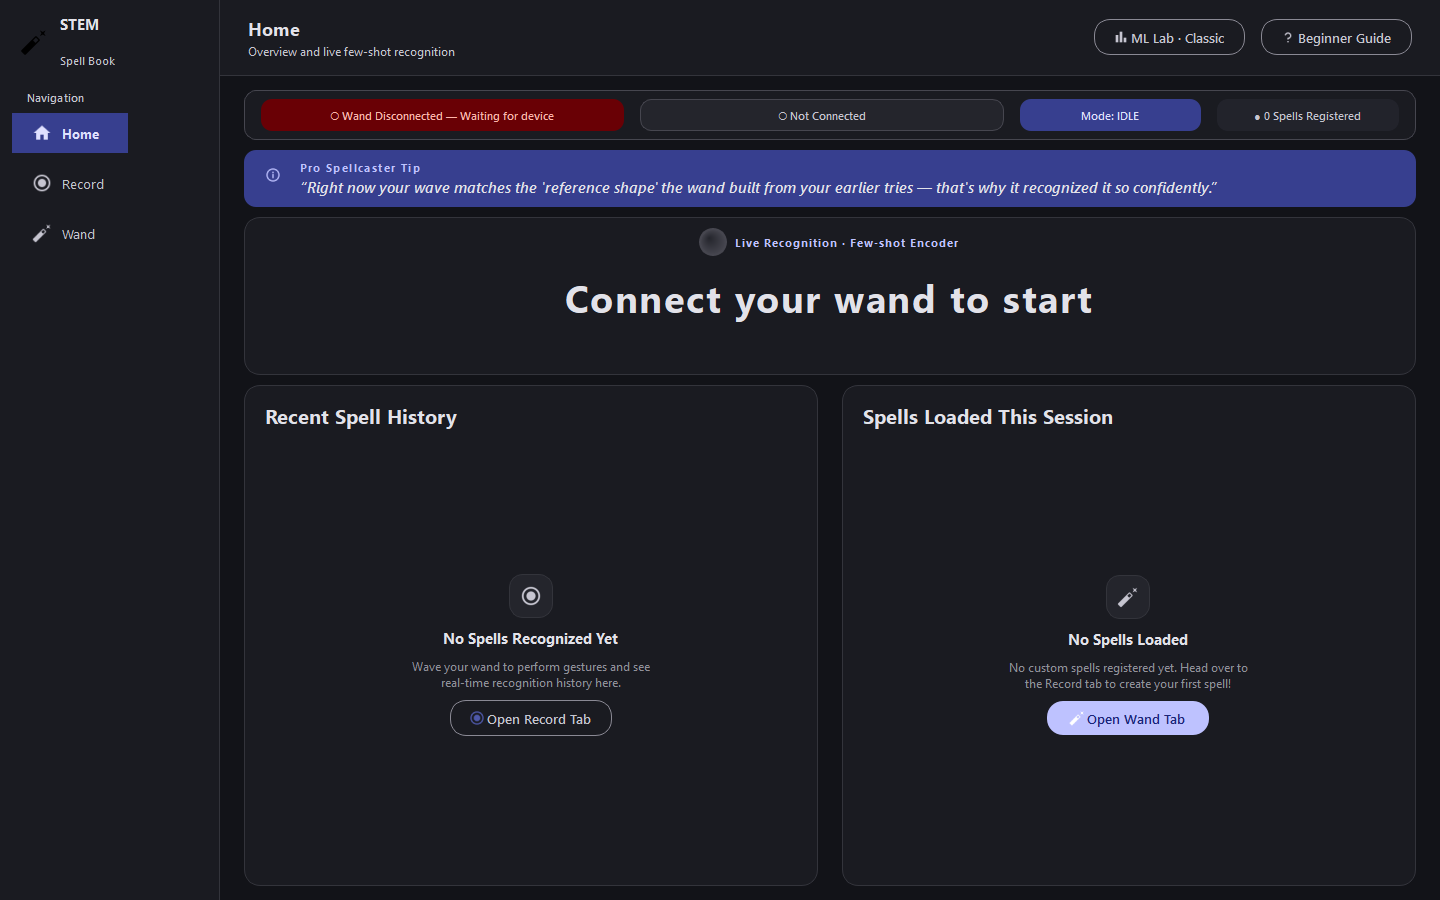 STEM
Spell Book
Navigation
Home
Record
Wand
Home
Overview and live few-shot recognition
ML Lab · Classic
? Beginner Guide
○ Wand Disconnected — Waiting for device
○ Not Connected
Mode: IDLE
● 0 Spells Registered
Pro Spellcaster Tip
“Right now your wave matches the 'reference shape' the wand built from your earlier tries — that's why it recognized it so confidently.”
Live Recognition · Few-shot Encoder
Connect your wand to start
Recent Spell History
No Spells Recognized Yet
Wave your wand to perform gestures and see
real-time recognition history here.
Open Record Tab
Spells Loaded This Session
No Spells Loaded
No custom spells registered yet. Head over to
the Record tab to create your first spell!
Open Wand Tab